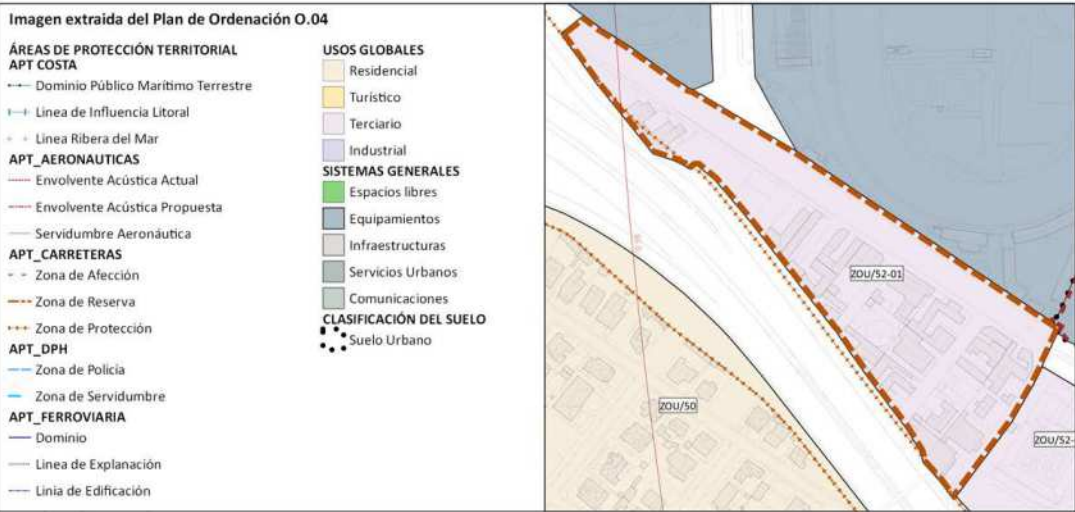 Imagen extraida del Plan de Ordenación O.04
ÁREAS DE PROTECCIÓN TERRITORIAL
APT COSTA
Dominio Público Marítimo Terrestre
Linea de Influencia Litoral
Linea Ribera del Mar
APT_AERONAUTICAS
Envolvente Acústica Actual
Envolvente Acústica Propuesta
Servidumbre Aeronáutica
APT_CARRETERAS
Zona de Afección
Zona de Reserva
Zona de Protección
APT_DPH
Zona de Policía
Zona de Servidumbre
APT_FERROVIARIA
Dominio
Linea de Explanación
Linia de Edificación
USOS GLOBALES
Residencial
Turístico
Terciario
Industrial
SISTEMAS GENERALES
Espacios libres
Equipamientos
Infraestructuras
Servicios Urbanos
Comunicaciones
CLASIFICACIÓN DEL SUELO
Suelo Urbano
ZOU/52-01
ZOU/50
ZOU/52-